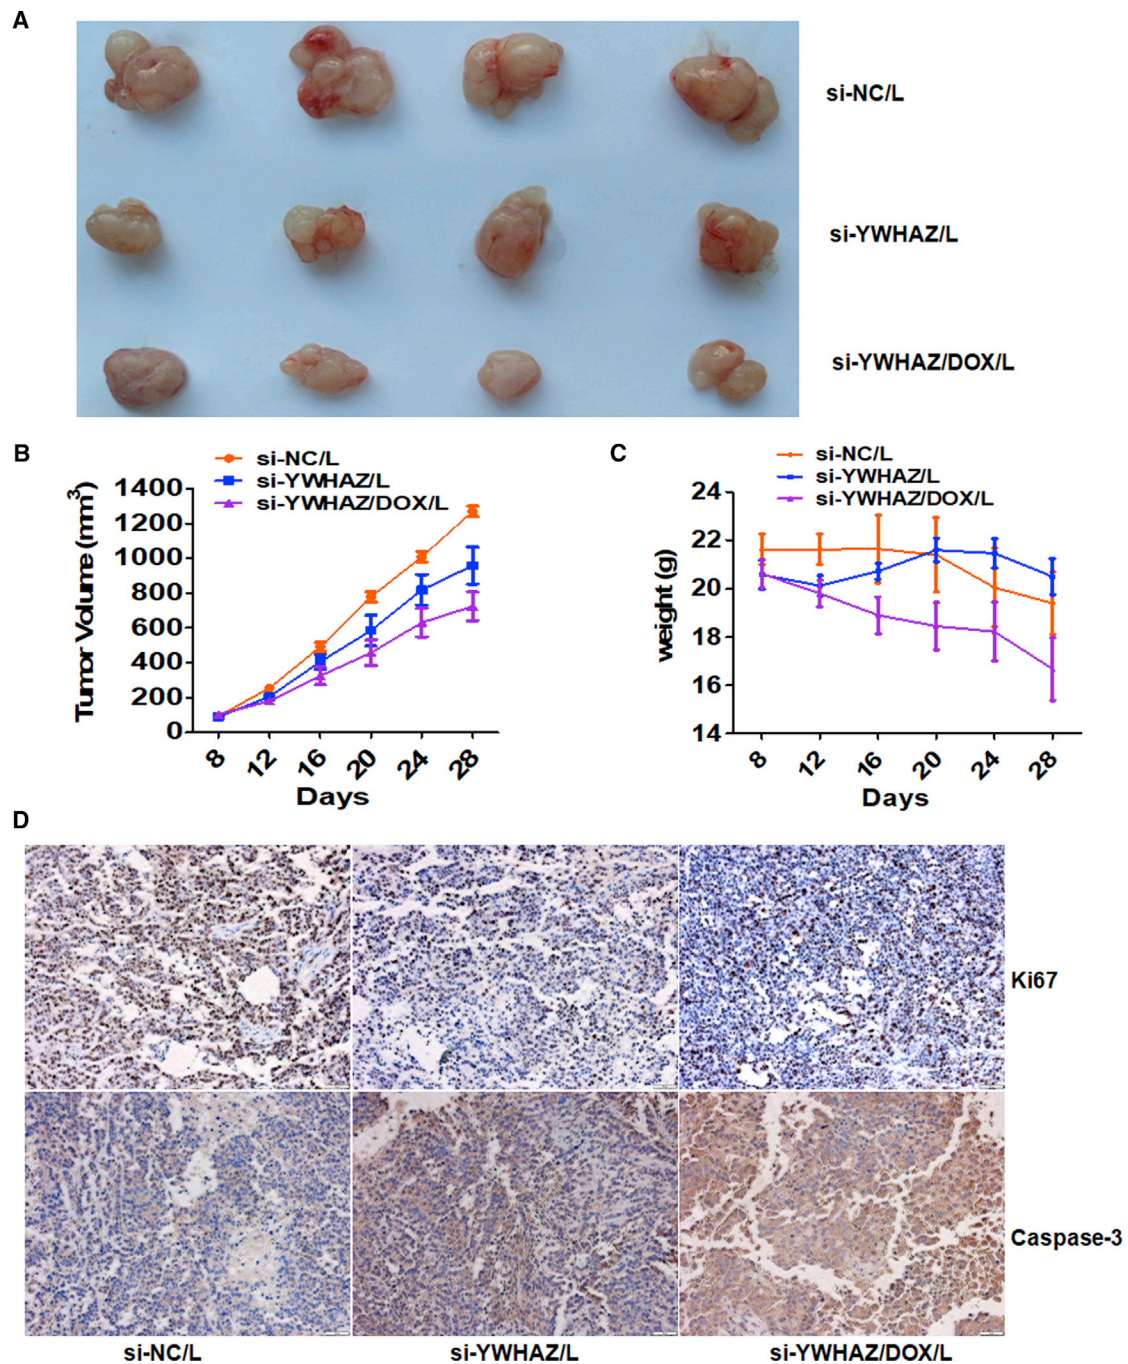 A
si-NC/L
si-YWHAZ/L
si-YWHAZ/DOX/L
B
si-NC/L
si-YWHAZ/L
si-YWHAZ/DOX/L
Tumor Volume (mm³)
1400
1200
1000
800
600
400
200
0
8 12 16 20 24 28
Days
C
si-NC/L
si-YWHAZ/L
si-YWHAZ/DOX/L
weight (g)
24
22
20
18
16
14
8 12 16 20 24 28
Days
D
Ki67
Caspase-3
si-NC/L si-YWHAZ/L si-YWHAZ/DOX/L